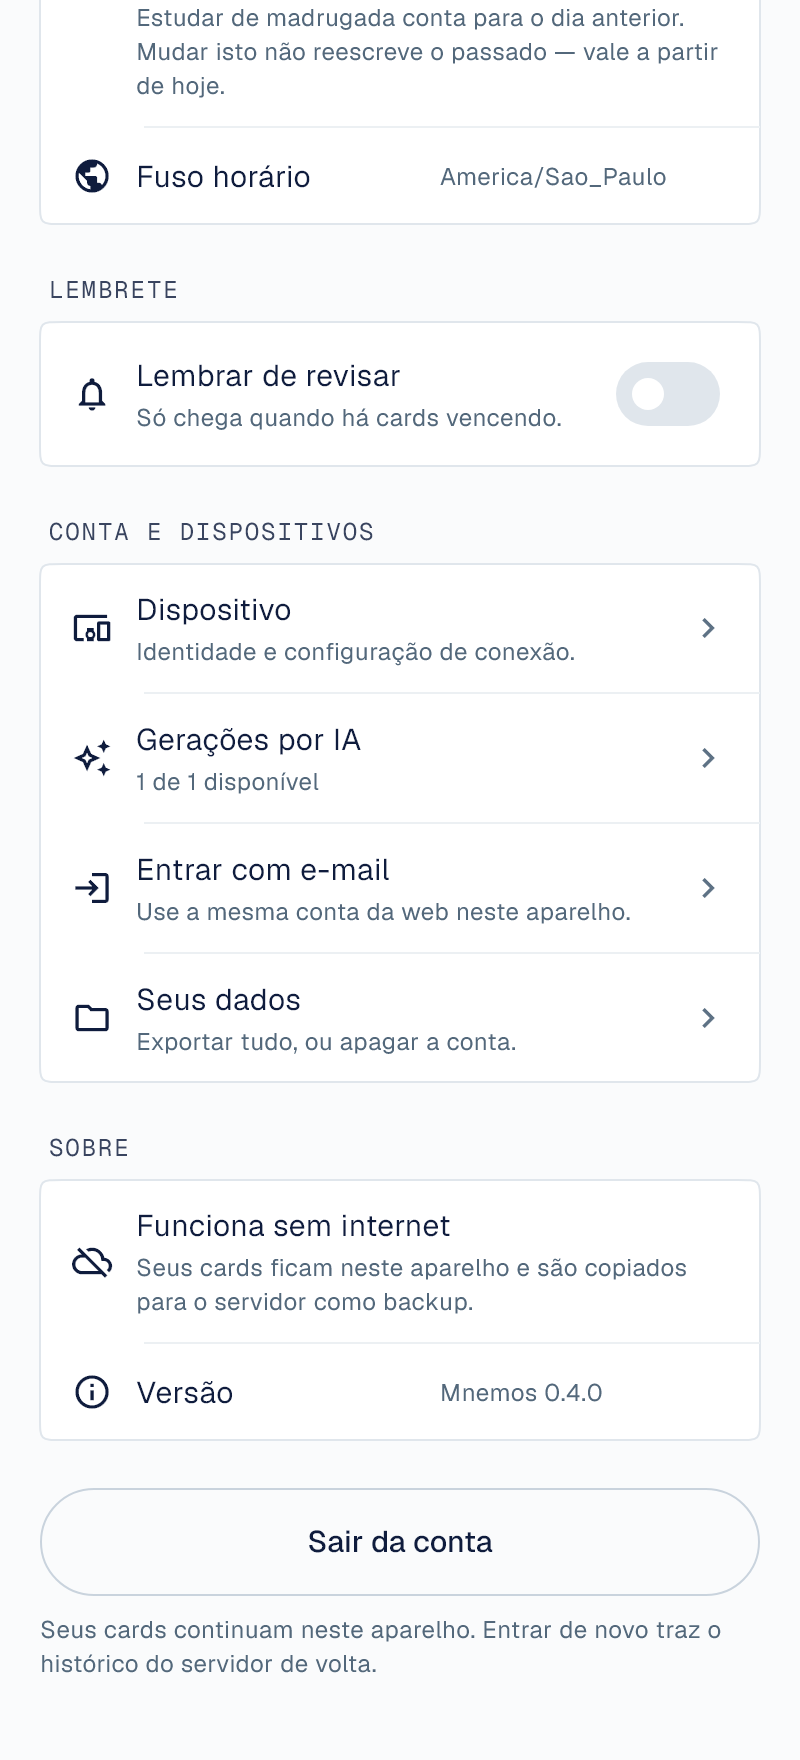 Estudar de madrugada conta para o dia anterior.
Mudar isto não reescreve o passado — vale a partir
de hoje.
Fuso horário
America/Sao_Paulo
LEMBRETE
Lembrar de revisar
Só chega quando há cards vencendo.
CONTA E DISPOSITIVOS
Dispositivo
Identidade e configuração de conexão.
Gerações por IA
1 de 1 disponível
Entrar com e-mail
Use a mesma conta da web neste aparelho.
Seus dados
Exportar tudo, ou apagar a conta.
SOBRE
Funciona sem internet
Seus cards ficam neste aparelho e são copiados
para o servidor como backup.
Versão
Mnemos 0.4.0
Sair da conta
Seus cards continuam neste aparelho. Entrar de novo traz o
histórico do servidor de volta.